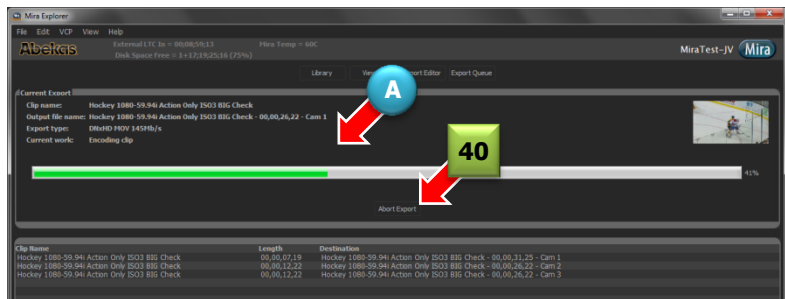 Mira Explorer
File Edit VCP View Help
Abekas
External LTC In = 00;08;59;13 Mira Temp = 60C
Disk Space Free = 1+17;19;25;16 (75%)
MiraTest-JV Mira
Library Export Editor Export Queue
A
Current Export
Clip name: Hockey 1080-59.94i Action Only ISO3 BIG Check
Output file name: Hockey 1080-59.94i Action Only ISO3 BIG Check - 00,00,26,22 - Cam 1
Export type: DNxHD MOV 145Mb/s
Current work: Encoding clip
40
41%
Abort Export
Clip Name Length Destination
Hockey 1080-59.94i Action Only ISO3 BIG Check 00,00,07,19 Hockey 1080-59.94i Action Only ISO3 BIG Check - 00,00,31,25 - Cam 1
Hockey 1080-59.94i Action Only ISO3 BIG Check 00,00,12,22 Hockey 1080-59.94i Action Only ISO3 BIG Check - 00,00,26,22 - Cam 2
Hockey 1080-59.94i Action Only ISO3 BIG Check 00,00,12,22 Hockey 1080-59.94i Action Only ISO3 BIG Check - 00,00,26,22 - Cam 3